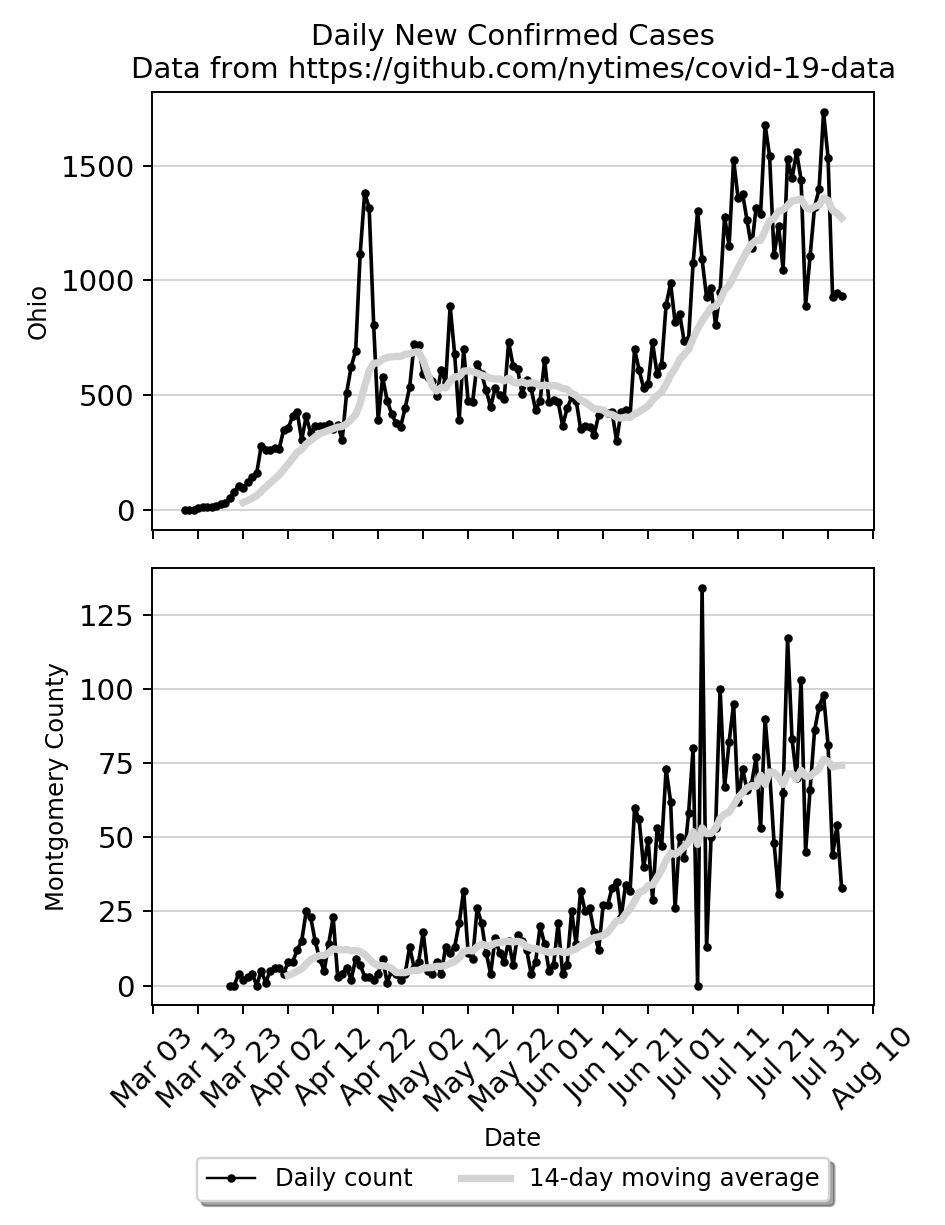 Daily New Confirmed Cases
Data from https://github.com/nytimes/covid-19-data
1500
1000
500
0
Ohio
125
100
75
50
25
0
Montgomery County
Mar 03
Mar 13
Mar 23
Apr 02
Apr 12
Apr 22
May 02
May 12
May 22
Jun 01
Jun 11
Jun 21
Jul 01
Jul 11
Jul 21
Jul 31
Aug 10
Date
Daily count
14-day moving average